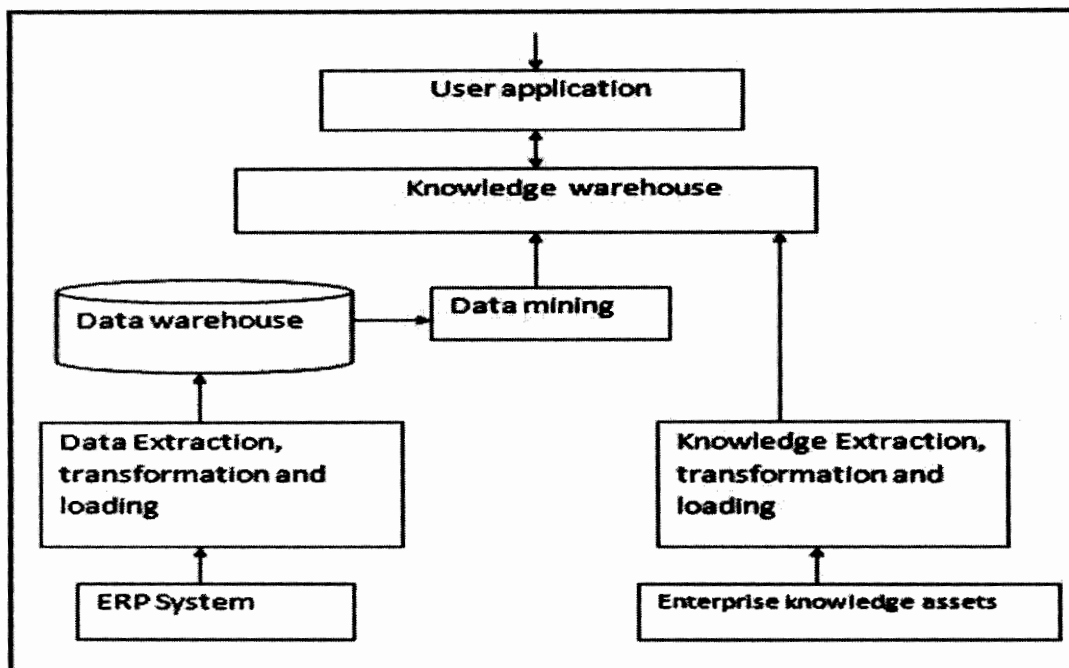 User application
Knowledge warehouse
Data warehouse
Data mining
Data Extraction,
transformation and
loading
Knowledge Extraction,
transformation and
loading
ERP System
Enterprise knowledge assets